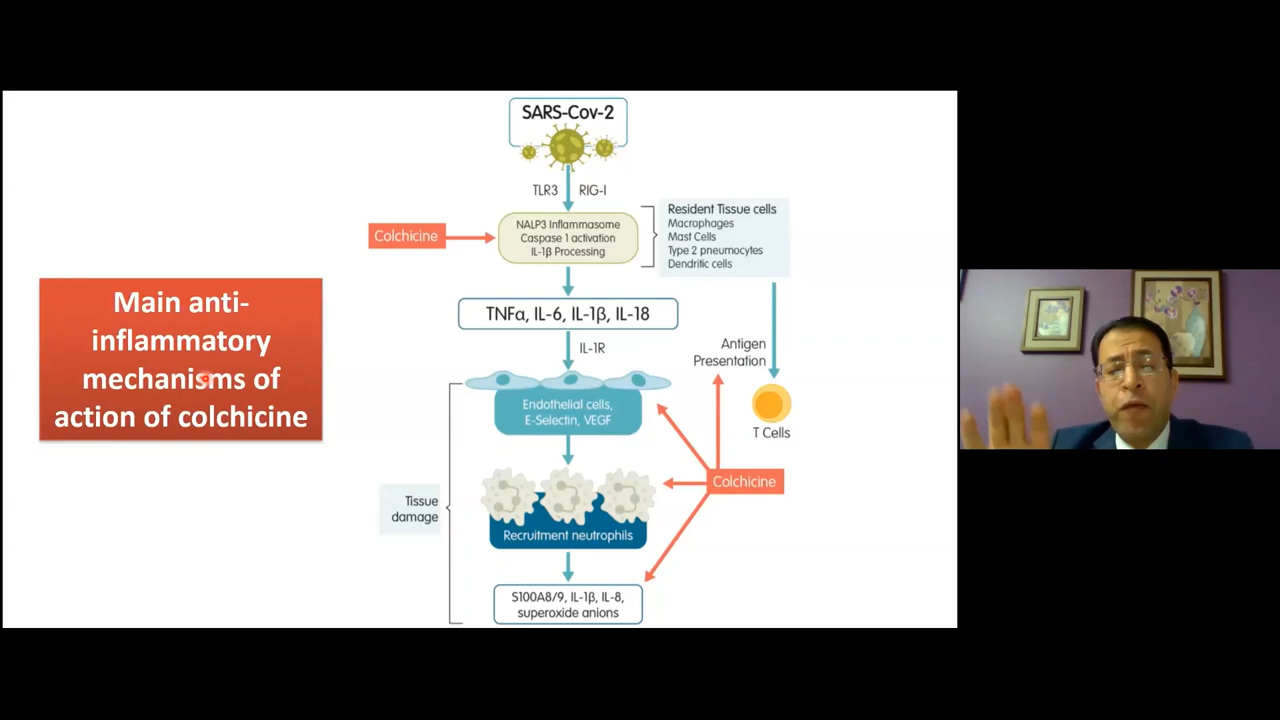 SARS-Cov-2
TLR3 RIG-I
Colchicine
NALP3 Inflammasome
Caspase 1 activation
IL-1β Processing
Resident Tissue cells
Macrophages
Mast Cells
Type 2 pneumocytes
Dendritic cells
Main anti-
inflammatory
mechanisms of
action of colchicine
TNFα, IL-6, IL-1β, IL-18
IL-1R
Antigen
Presentation
Endothelial cells,
E-Selectin, VEGF
T Cells
Colchicine
Tissue
damage
Recruitment neutrophils
S100A8/9, IL-1β, IL-8,
superoxide anions